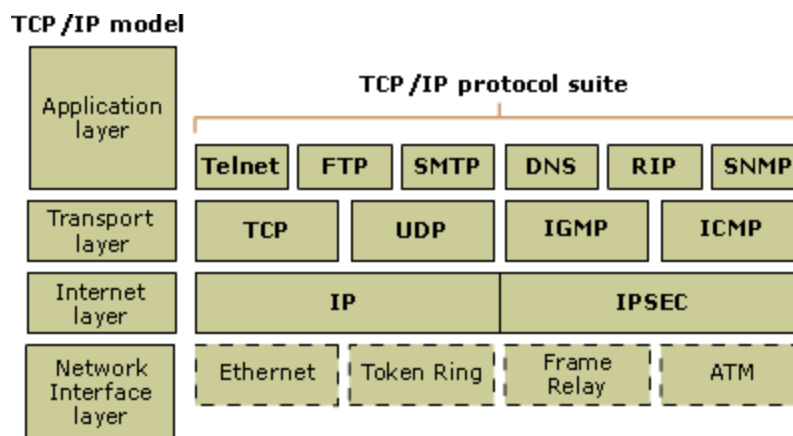 TCP/IP model
TCP/IP protocol suite
Application
layer
Telnet FTP SMTP DNS RIP SNMP
Transport
layer
TCP UDP IGMP ICMP
Internet
layer
IP IPSEC
Network
Interface
layer
Ethernet Token Ring Frame
Relay ATM